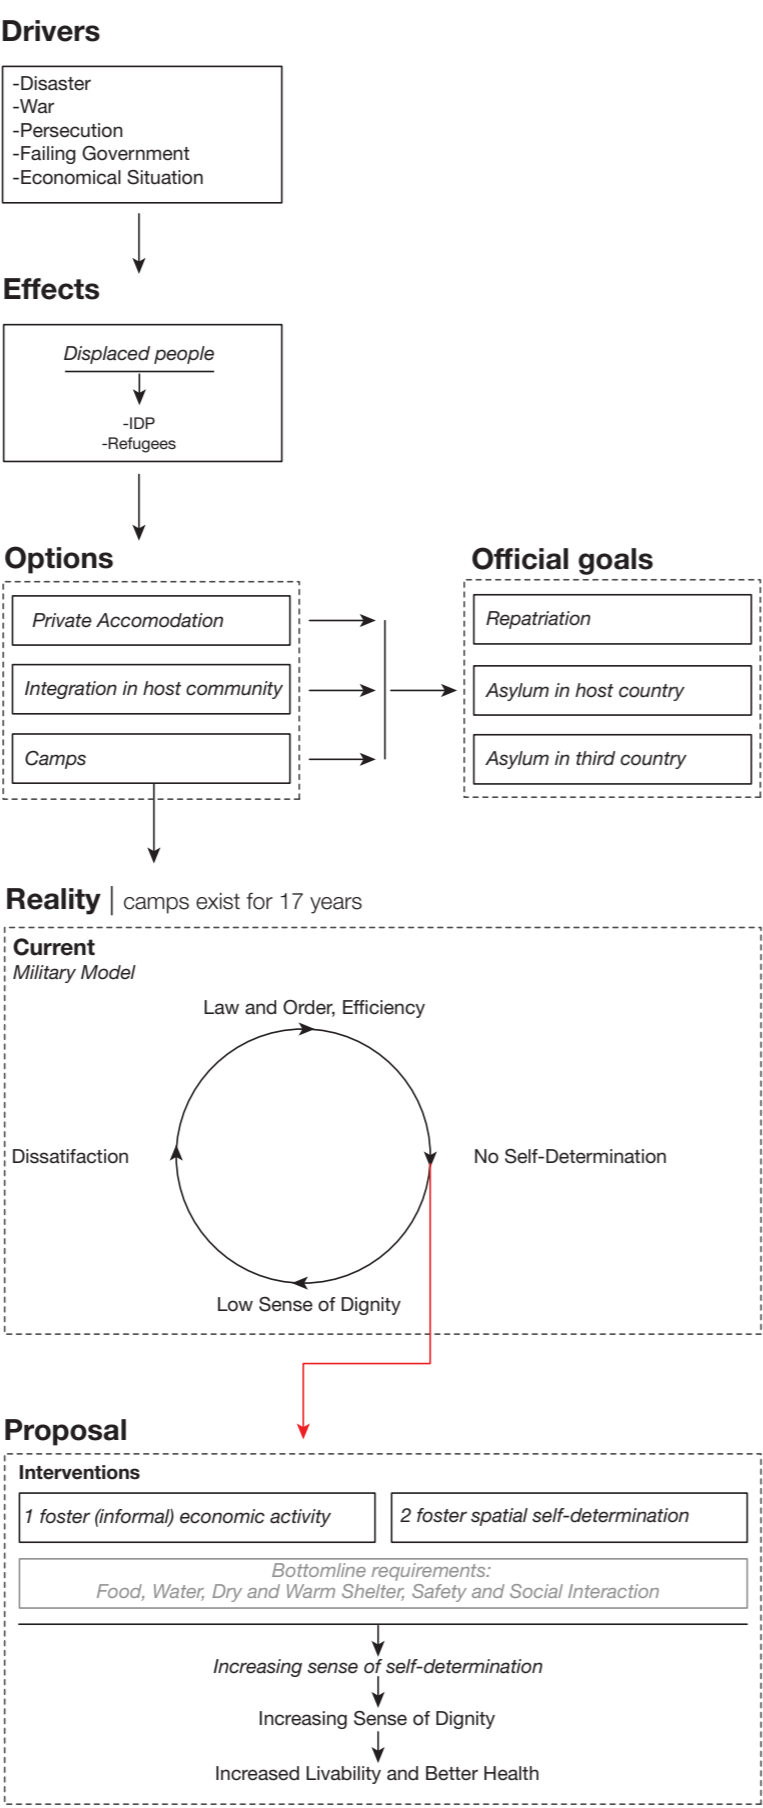 Drivers
-Disaster
-War
-Persecution
-Failing Government
-Economical Situation
Effects
Displaced people
-IDP
-Refugees
Options
Private Accomodation
Integration in host community
Camps
Official goals
Repatriation
Asylum in host country
Asylum in third country
Reality | camps exist for 17 years
Current
Military Model
Law and Order, Efficiency
Dissatifaction
No Self-Determination
Low Sense of Dignity
Proposal
Interventions
1 foster (informal) economic activity
2 foster spatial self-determination
Bottomline requirements:
Food, Water, Dry and Warm Shelter, Safety and Social Interaction
Increasing sense of self-determination
Increasing Sense of Dignity
Increased Livability and Better Health